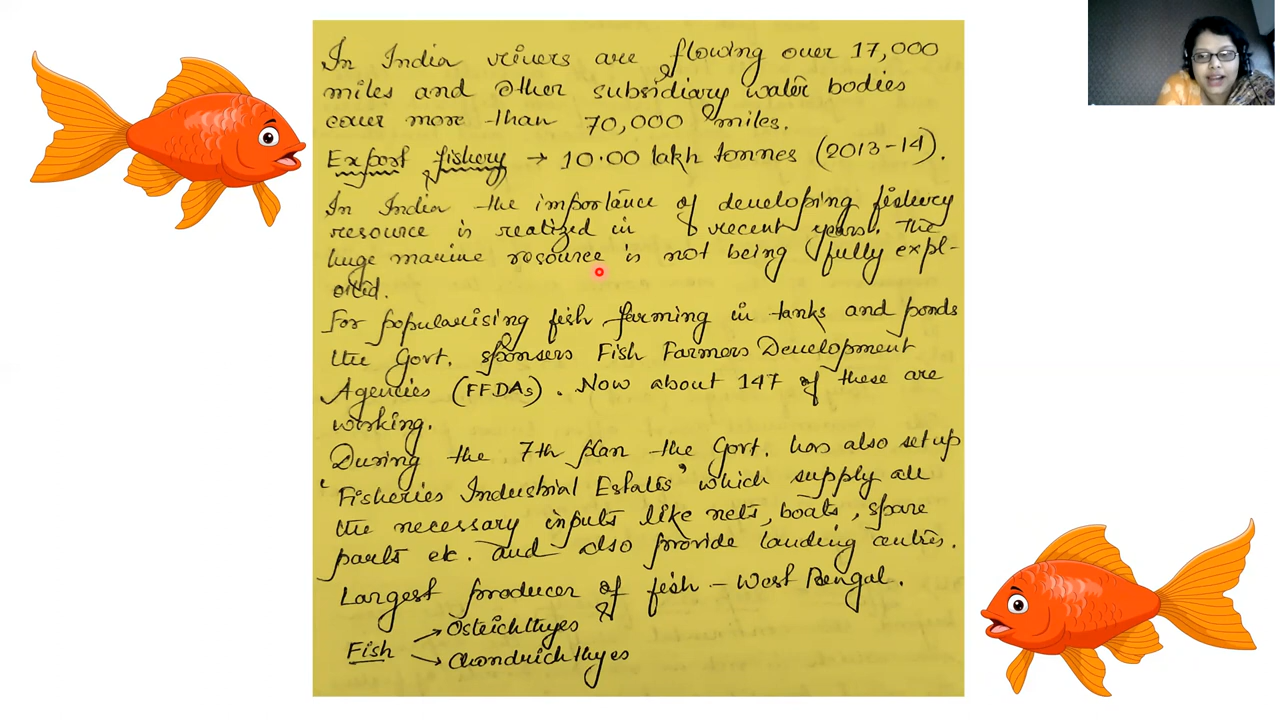 In India rivers are flowing over 17,000
miles and other subsidiary water bodies
cover more than 70,000 miles.
Export fishery → 10.00 lakh tonnes (2013-14).
In India the importance of developing fishery
resource is realized in recent years. The
huge marine resource is not being fully expl-
oited.
For popularising fish farming in tanks and ponds
the Govt. sponsers Fish Farmers Development
Agencies (FFDAs). Now about 147 of these are
working.
During the 7th plan the Govt. has also set up
'Fisheries Industrial Estates' which supply all
the necessary inputs like nets, boats, spare
parts etc. and also provide landing centres.
Largest producer of fish - West Bengal.
Fish → Osteichthyes
→ Chondrichthyes